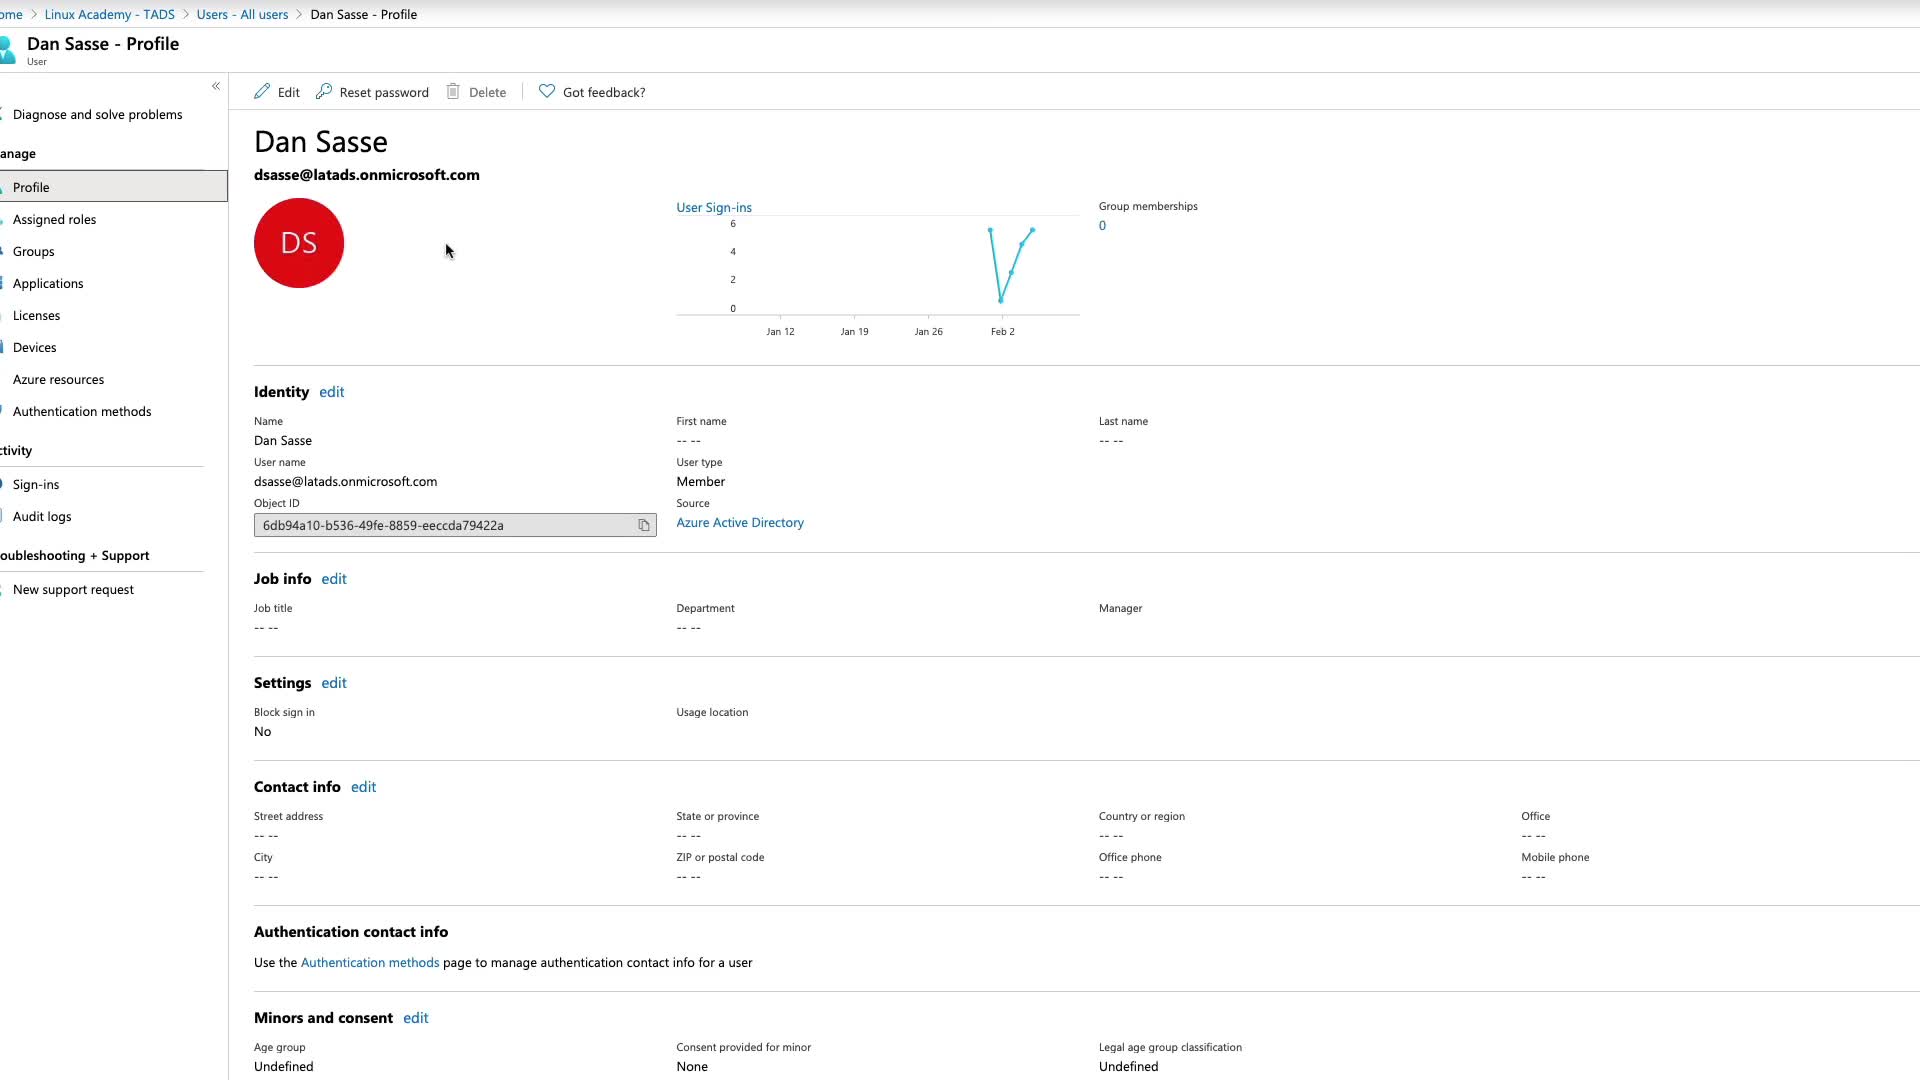 ome > Linux Academy - TADS > Users - All users > Dan Sasse - Profile
Dan Sasse - Profile
User
«
Diagnose and solve problems
anage
Profile
Assigned roles
Groups
Applications
Licenses
Devices
Azure resources
Authentication methods
ctivity
Sign-ins
Audit logs
oubleshooting + Support
New support request
Edit Reset password Delete Got feedback?
Dan Sasse
dsasse@latads.onmicrosoft.com
DS
User Sign-ins
6
4
2
0
Jan 12 Jan 19 Jan 26 Feb 2
Group memberships
0
Identity edit
Name First name Last name
Dan Sasse -- -- -- --
User name User type
dsasse@latads.onmicrosoft.com Member
Object ID Source
6db94a10-b536-49fe-8859-eeccda79422a Azure Active Directory
Job info edit
Job title Department Manager
-- -- -- --
Settings edit
Block sign in Usage location
No
Contact info edit
Street address State or province Country or region Office
-- -- -- -- -- -- -- --
City ZIP or postal code Office phone Mobile phone
-- -- -- -- -- -- -- --
Authentication contact info
Use the Authentication methods page to manage authentication contact info for a user
Minors and consent edit
Age group Consent provided for minor Legal age group classification
Undefined None Undefined